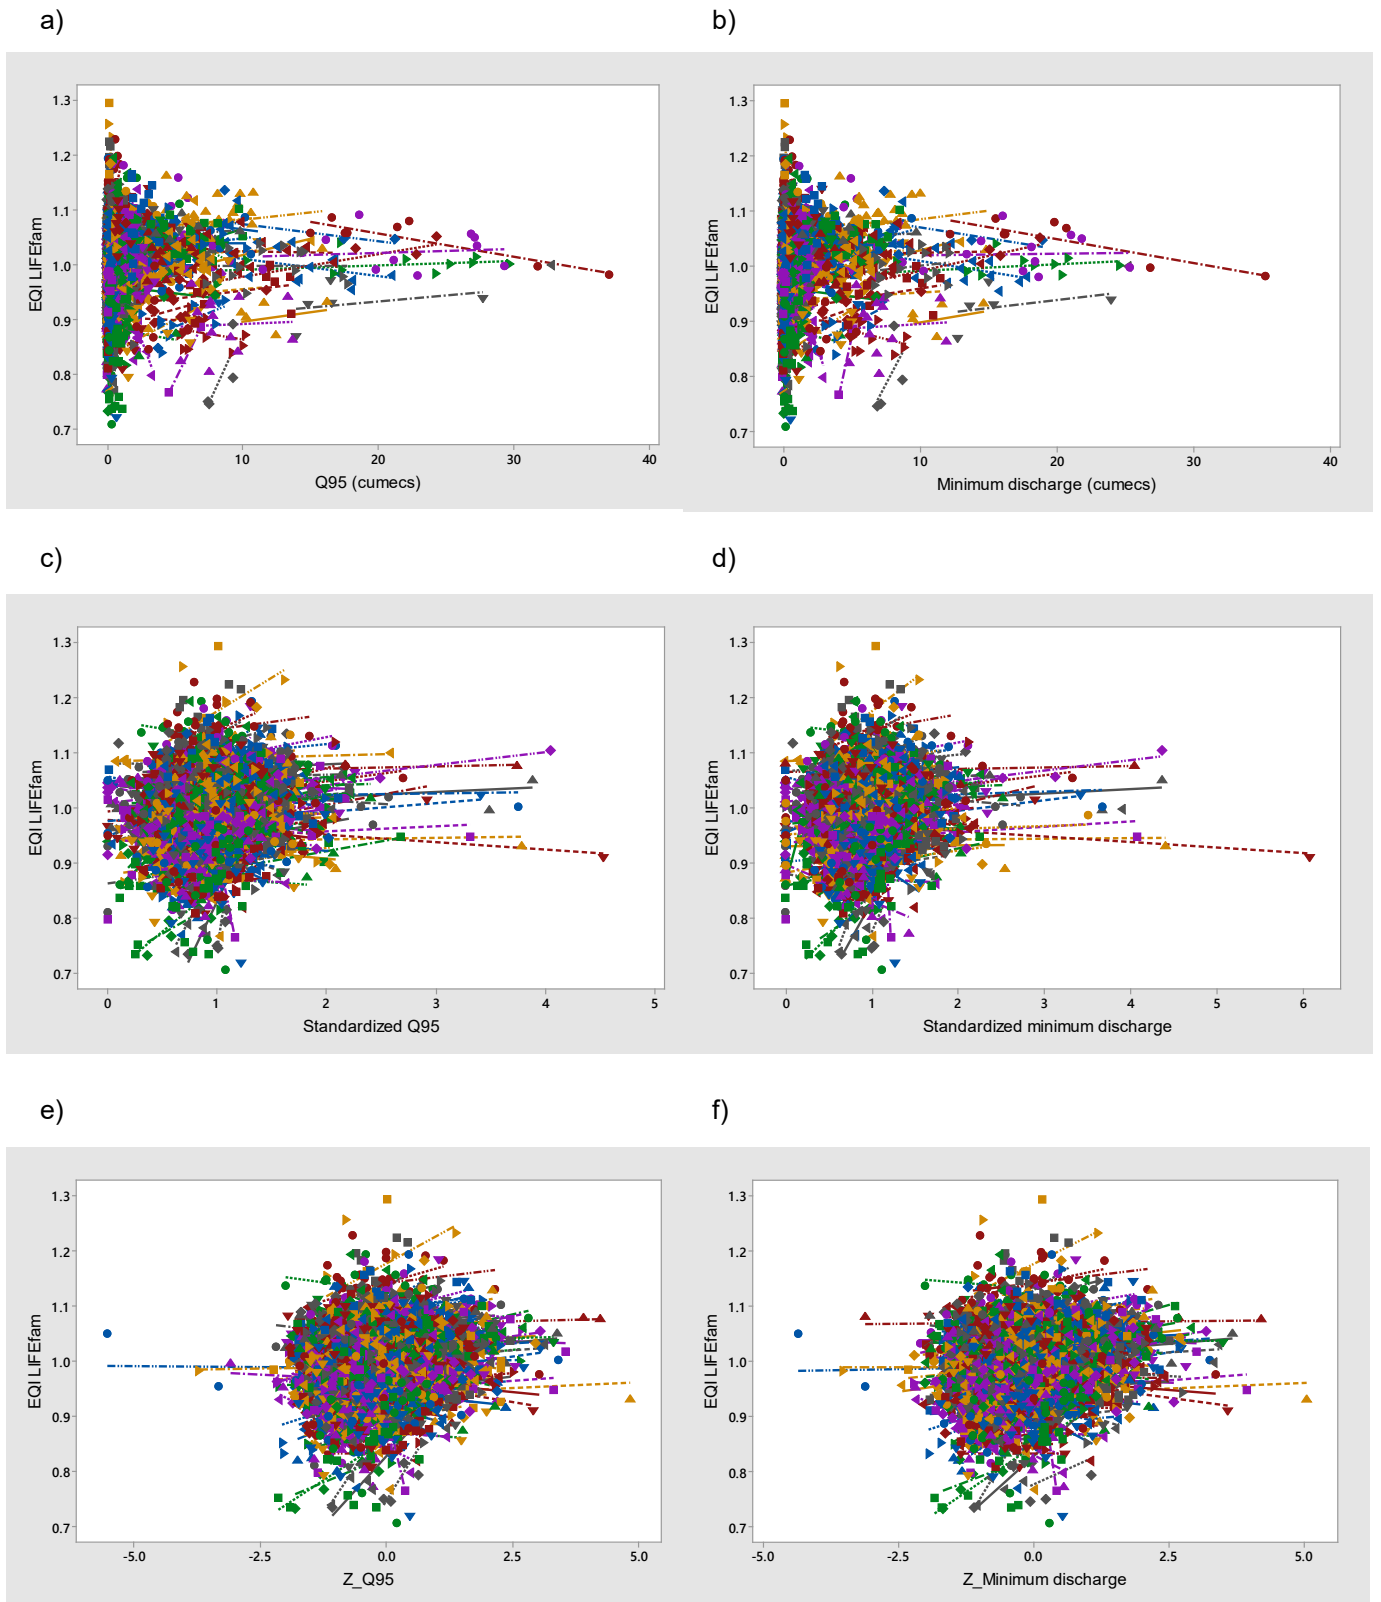 a)
b)
1.3
1.2
1.1
1.0
0.9
0.8
0.7
EQI LIFEfam
0 10 20 30 40
Q95 (cumecs)
1.3
1.2
1.1
1.0
0.9
0.8
0.7
EQI LIFEfam
0 10 20 30 40
Minimum discharge (cumecs)
c)
d)
1.3
1.2
1.1
1.0
0.9
0.8
0.7
EQI LIFEfam
0 1 2 3 4 5
Standardized Q95
1.3
1.2
1.1
1.0
0.9
0.8
0.7
EQI LIFEfam
0 1 2 3 4 5 6
Standardized minimum discharge
e)
f)
1.3
1.2
1.1
1.0
0.9
0.8
0.7
EQI LIFEfam
-5.0 -2.5 0.0 2.5 5.0
Z_Q95
1.3
1.2
1.1
1.0
0.9
0.8
0.7
EQI LIFEfam
-5.0 -2.5 0.0 2.5 5.0
Z_Minimum discharge